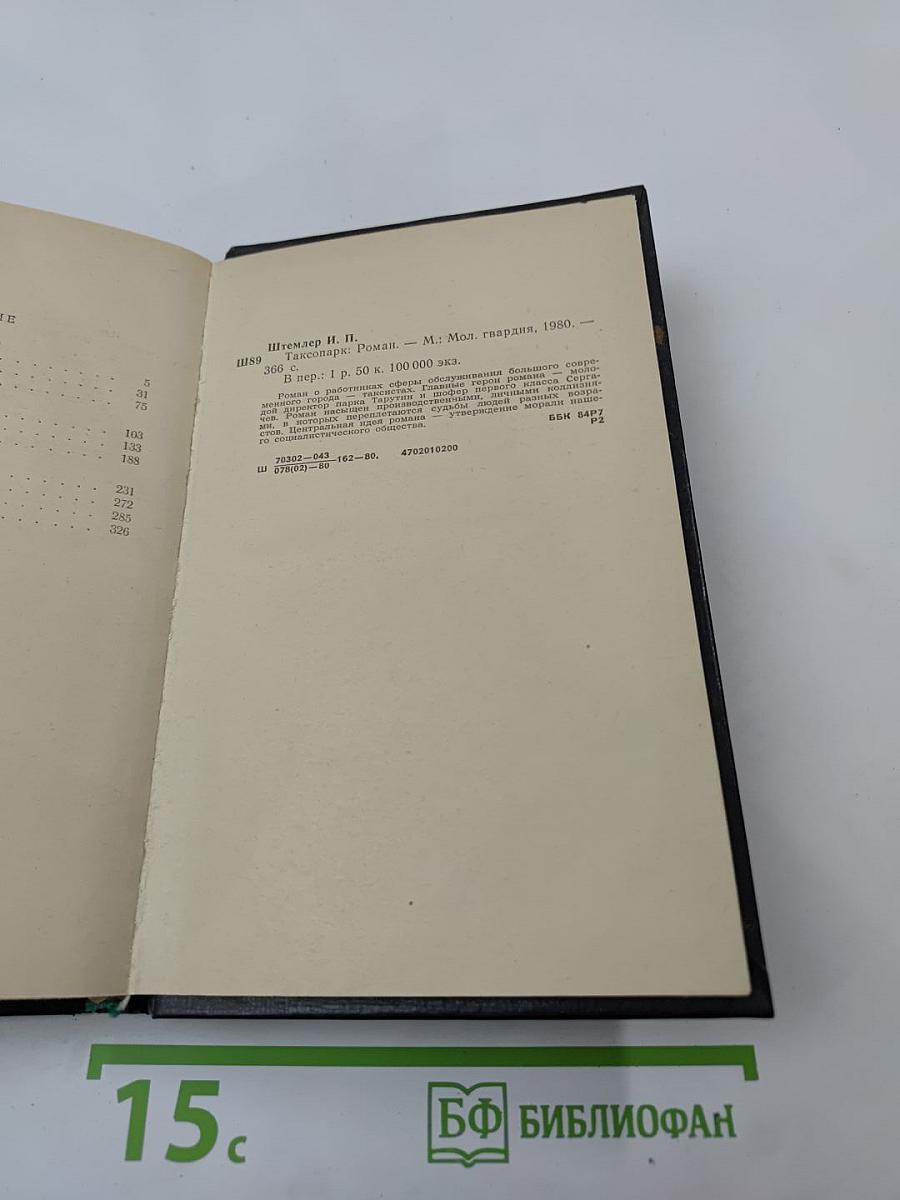 ИЕ
5
31
75
103
133
188
231
272
285
326
Штемлер И. П.
Ш89 Таксопарк: Роман. — М.: Мол. гвардия, 1980. —
366 с.
В пер.: 1 р. 50 к. 100 000 экз.
Роман о работниках сферы обслуживания большого совре-
менного города — таксистах. Главные герои романа — моло-
дой директор парка Тарутин и шофер первого класса Серга-
чев. Роман насыщен производственными, личными коллизия-
ми, в которых переплетаются судьбы людей разных возра-
стов. Центральная идея романа — утверждение морали наше-
го социалистического общества.
ББК 84Р7
Р2
Ш 70302—043
078(02)—80 162—80. 4702010200
15 с
БФ БИБЛИОФАН